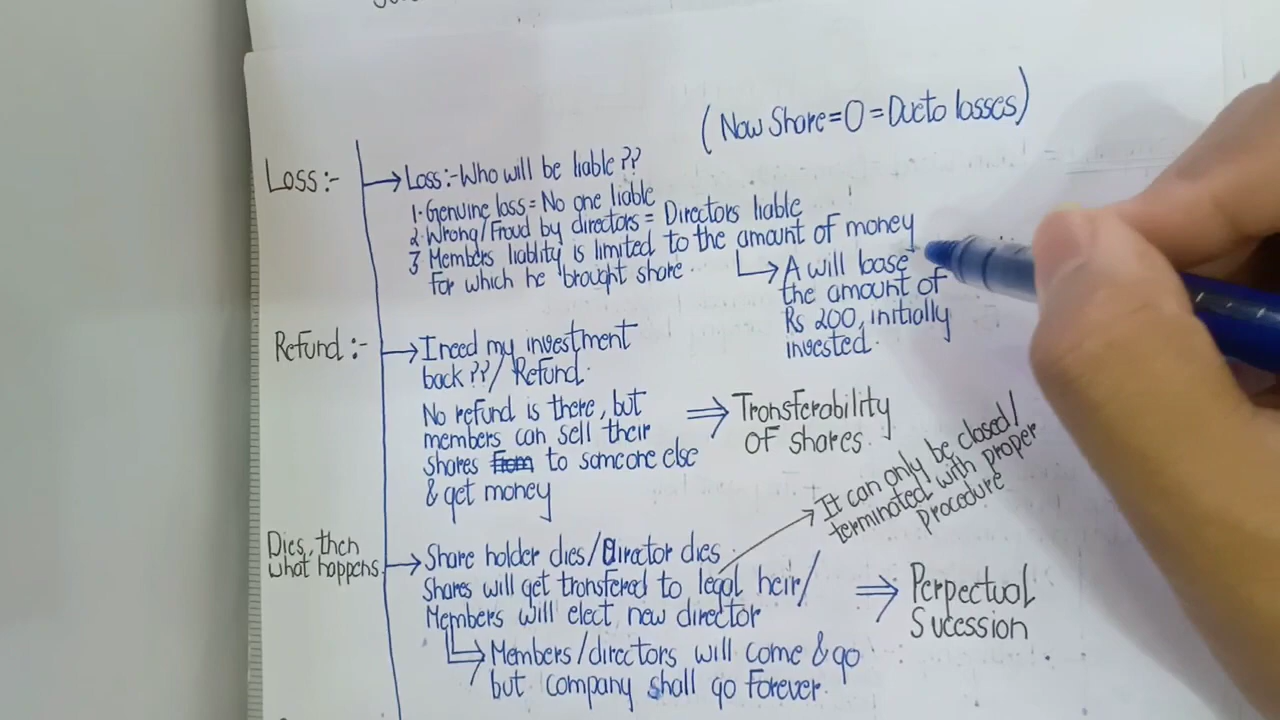 (Now Share=0=Due to losses)
Loss:-
Loss:-Who will be liable??
1.Genuine loss= No one liable
2.Wrong/Fraud by directors= Directors liable
3 Members liablity is limited to the amount of money
for which he brought share.
A will loose
the amount of
Rs 200, initially
invested.
Refund:-
I need my investment
back??/ Refund.
No refund is there, but
members can sell their
shares from to someone else
& get money
Transferability
of shares.
It can only be closed/
terminated with proper
procedure
Dies, then
what happens
Share holder dies/Director dies.
Shares will get transfered to legal heir/
Members will elect new director
Perpectual
Sucession
Members/directors will come & go
but company shall go forever.